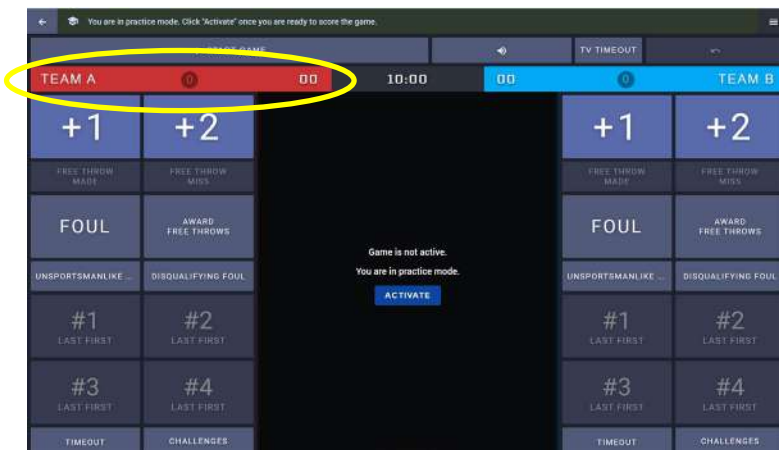 You are in practice mode. Click "Activate" once you are ready to score the game.
START GAME TV TIMEOUT
TEAM A 0 00 10:00 00 0 TEAM B
+1 +2 +1 +2
FREE THROW MADE FREE THROW MISS FREE THROW MADE FREE THROW MISS
FOUL AWARD FREE THROWS FOUL AWARD FREE THROWS
Game is not active.
You are in practice mode.
UNSPORTSMANLIKE ... DISQUALIFYING FOUL UNSPORTSMANLIKE ... DISQUALIFYING FOUL
ACTIVATE
#1 #2 #1 #2
LAST FIRST LAST FIRST LAST FIRST LAST FIRST
#3 #4 #3 #4
LAST FIRST LAST FIRST LAST FIRST LAST FIRST
TIMEOUT CHALLENGES TIMEOUT CHALLENGES